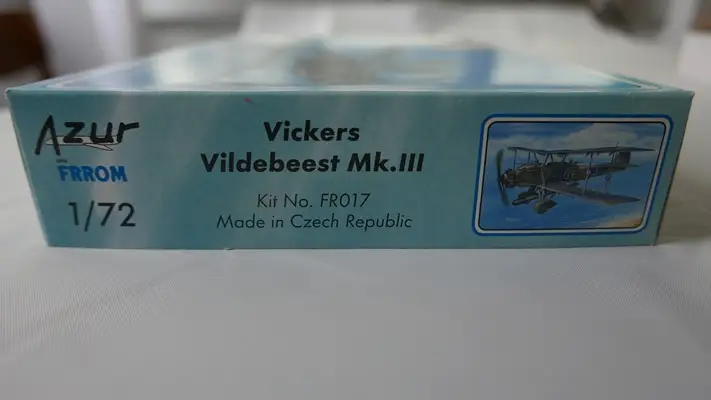 Azur
FRROM
1/72
Vickers
Vildebeest Mk.III
Kit No. FR017
Made in Czech Republic